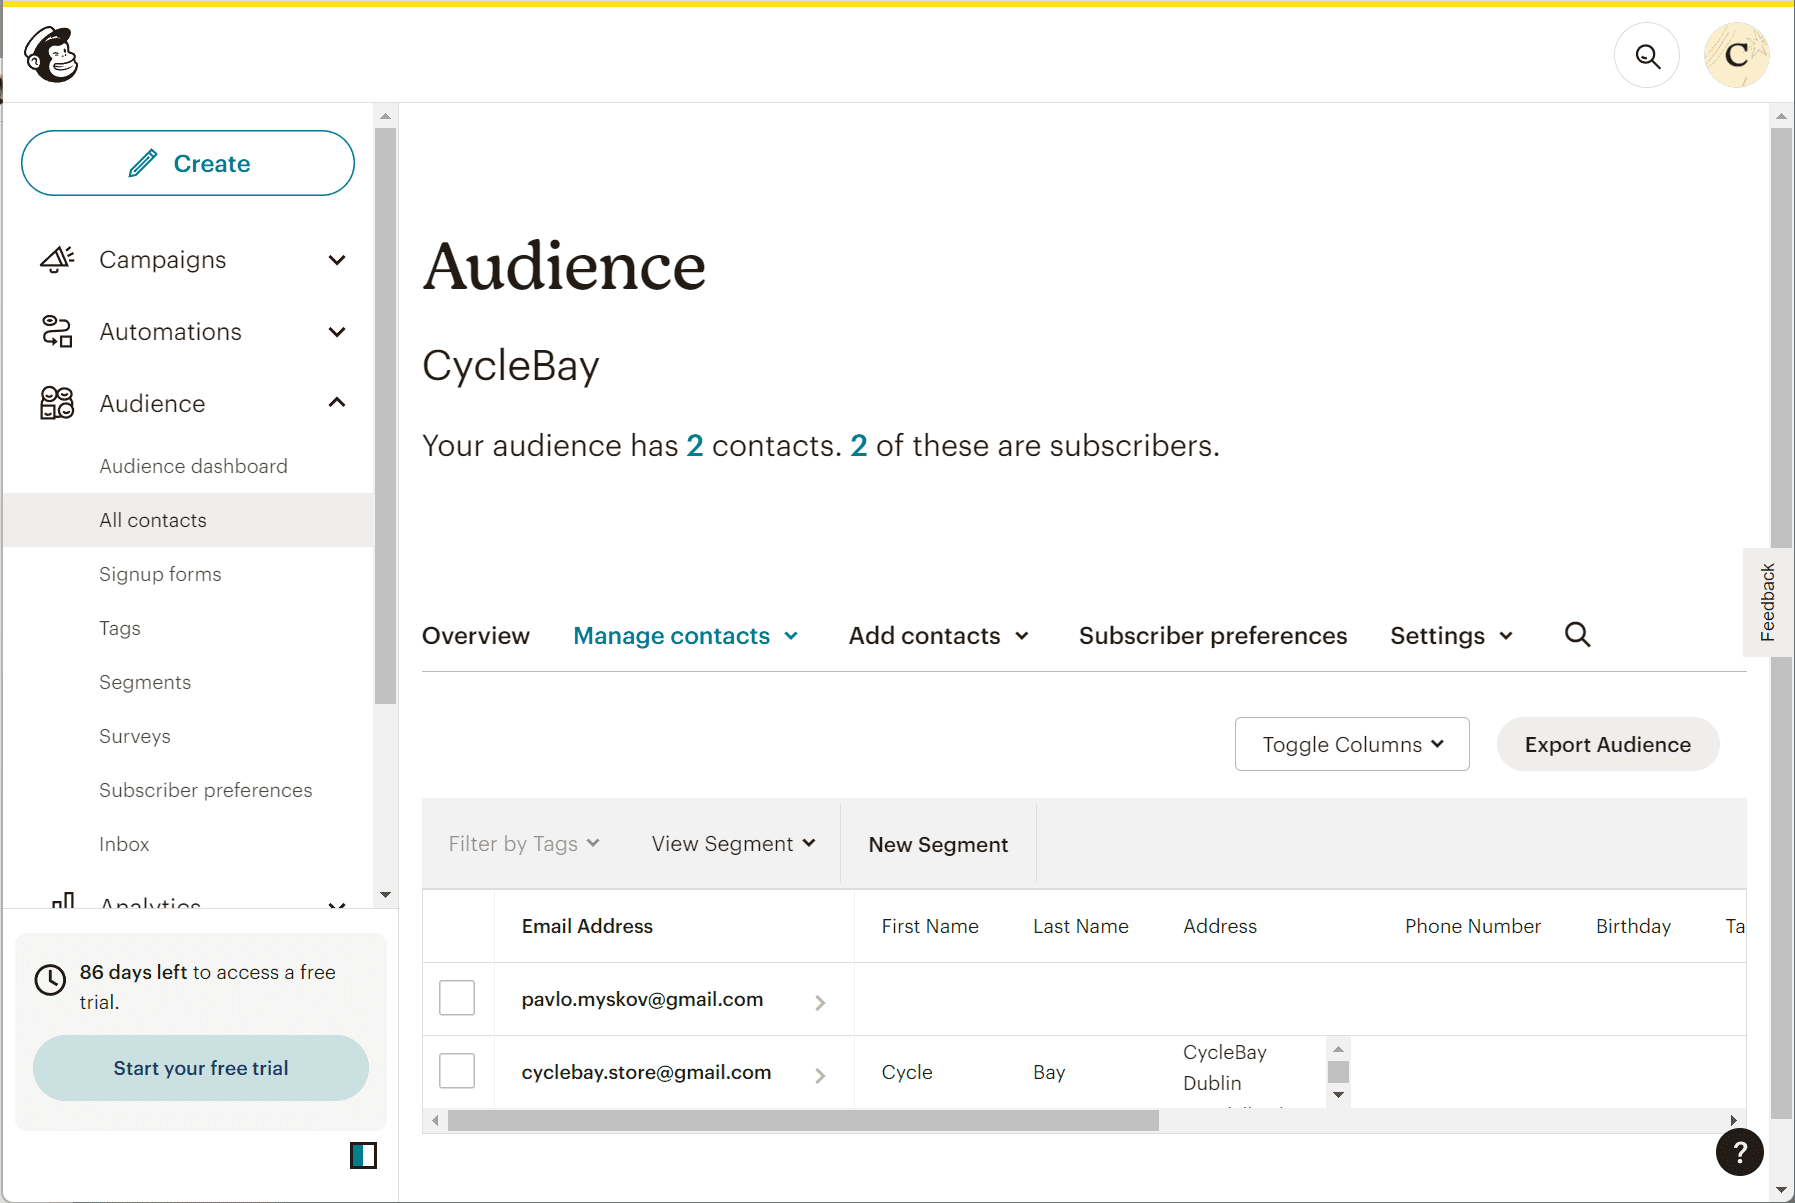 C
Create
Campaigns
Automations
Audience
Audience dashboard
All contacts
Signup forms
Tags
Segments
Surveys
Subscriber preferences
Inbox
Analytics
86 days left to access a free
trial.
Start your free trial
Audience
CycleBay
Your audience has 2 contacts. 2 of these are subscribers.
Overview Manage contacts Add contacts Subscriber preferences Settings
Feedback
Toggle Columns Export Audience
Filter by Tags View Segment New Segment
Email Address First Name Last Name Address Phone Number Birthday Ta
pavlo.myskov@gmail.com
cyclebay.store@gmail.com Cycle Bay CycleBay
Dublin
?